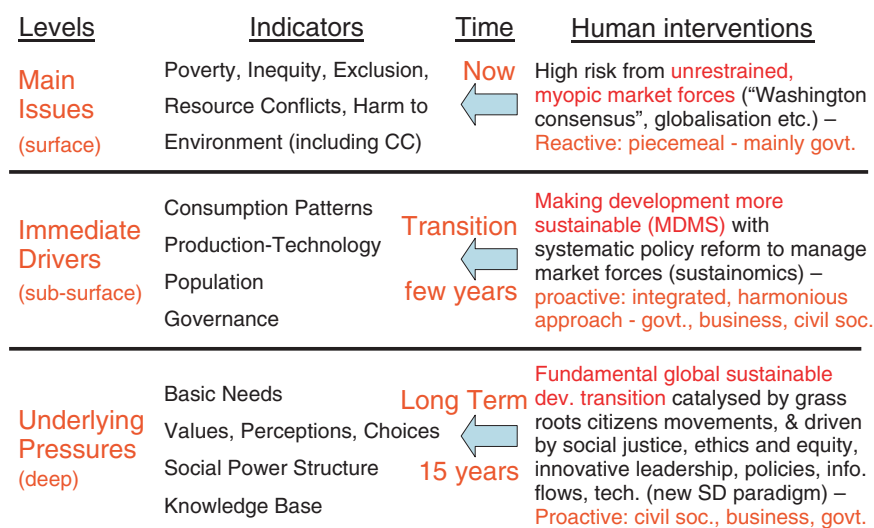 Levels Indicators Time Human interventions
Main Issues (surface)
Poverty, Inequity, Exclusion,
Resource Conflicts, Harm to
Environment (including CC)
Now
High risk from unrestrained,
myopic market forces (“Washington
consensus”, globalisation etc.) –
Reactive: piecemeal - mainly govt.
Immediate
Drivers
(sub-surface)
Consumption Patterns
Production-Technology
Population
Governance
Transition
few years
Making development more
sustainable (MDMS) with
systematic policy reform to manage
market forces (sustainomics) –
proactive: integrated, harmonious
approach - govt., business, civil soc.
Underlying
Pressures
(deep)
Basic Needs
Values, Perceptions, Choices
Social Power Structure
Knowledge Base
Long Term
15 years
Fundamental global sustainable
dev. transition catalysed by grass
roots citizens movements, & driven
by social justice, ethics and equity,
innovative leadership, policies, info.
flows, tech. (new SD paradigm) –
Proactive: civil soc., business, govt.